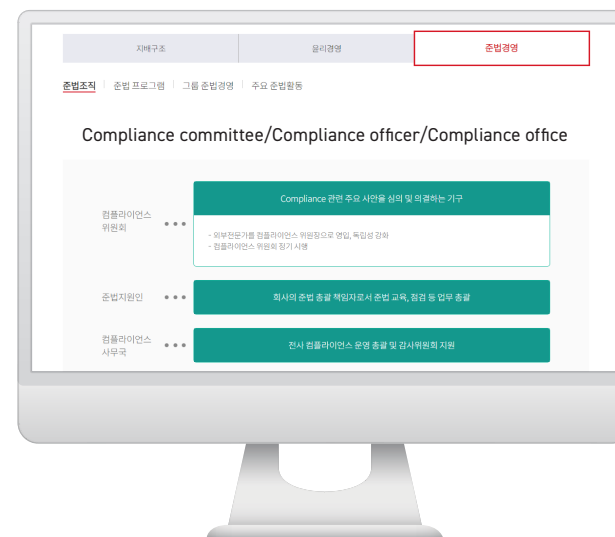 지배구조
윤리경영
준법경영
준법조직
준법 프로그램
그룹 준법경영
주요 준법활동
Compliance committee/Compliance officer/Compliance office
컴플라이언스
위원회
Compliance 관련 주요 사안을 심의 및 의결하는 기구
- 외부전문가를 컴플라이언스 위원장으로 영입, 독립성 강화
- 컴플라이언스 위원회 정기 시행
준법지원인
회사의 준법 총괄 책임자로서 준법 교육, 점검 등 업무 총괄
컴플라이언스
사무국
전사 컴플라이언스 운영 총괄 및 감사위원회 지원